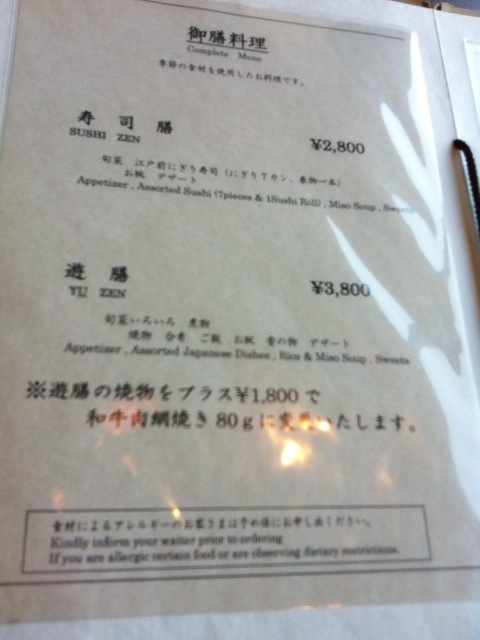 御膳料理
Complete Menu
季節の食材を使用したお料理です。
寿司膳
SUSHI ZEN
¥2,800
旬菜 江戸前にぎり寿司（にぎり7カン、巻物一本）
お椀 デザート
Appetizer , Assorted Sushi (7pieces & 1Sushi Roll) , Miso Soup , Sweets
遊膳
YU ZEN
¥3,800
旬菜いろいろ 煮物
焼物 合肴 ご飯 お椀 香の物 デザート
Appetizer , Assorted Japanese Dishes , Rice & Miso Soup , Sweets
※遊膳の焼物をプラス¥1,800で
和牛肉網焼き80gに変更いたします。
食材によるアレルギーのお客さまは予め係にお申し出ください。
Kindly inform your waiter prior to ordering
If you are allergic certain food or are observing dietary restrictions.